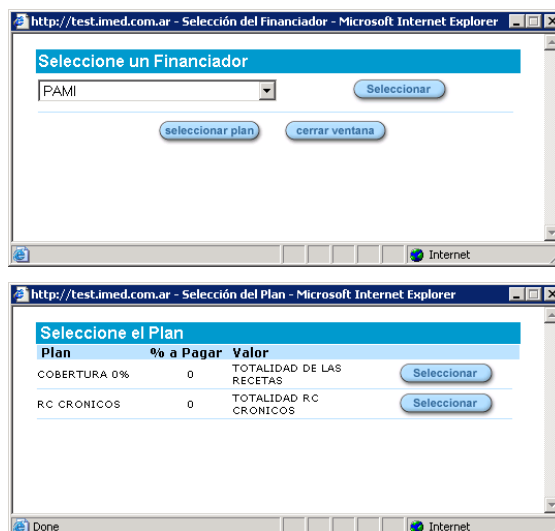 http://test.imed.com.ar - Selección del Financiador - Microsoft Internet Explorer
Seleccione un Financiador
PAMI
Seleccionar
seleccionar plan
cerrar ventana
Internet
http://test.imed.com.ar - Selección del Plan - Microsoft Internet Explorer
Seleccione el Plan
Plan % a Pagar Valor
COBERTURA 0% 0 TOTALIDAD DE LAS RECETAS Seleccionar
RC CRONICOS 0 TOTALIDAD RC CRONICOS Seleccionar
Done Internet